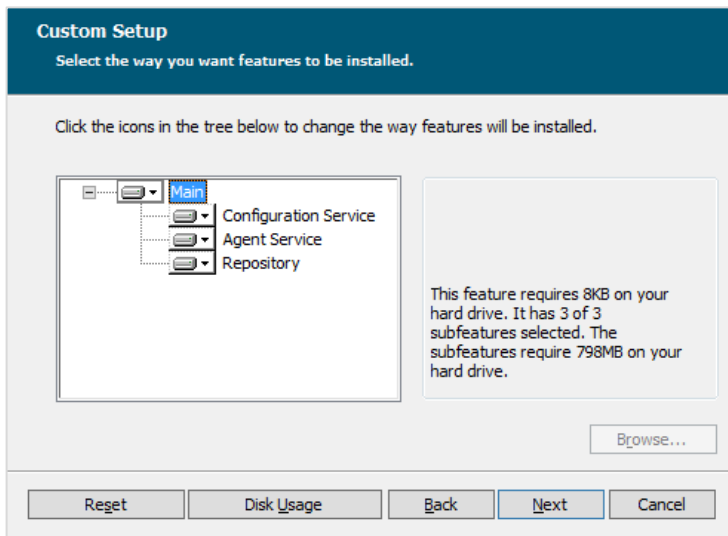 Custom Setup
Select the way you want features to be installed.
Click the icons in the tree below to change the way features will be installed.
Main
Configuration Service
Agent Service
Repository
This feature requires 8KB on your
hard drive. It has 3 of 3
subfeatures selected. The
subfeatures require 798MB on your
hard drive.
Browse...
Reset
Disk Usage
Back
Next
Cancel